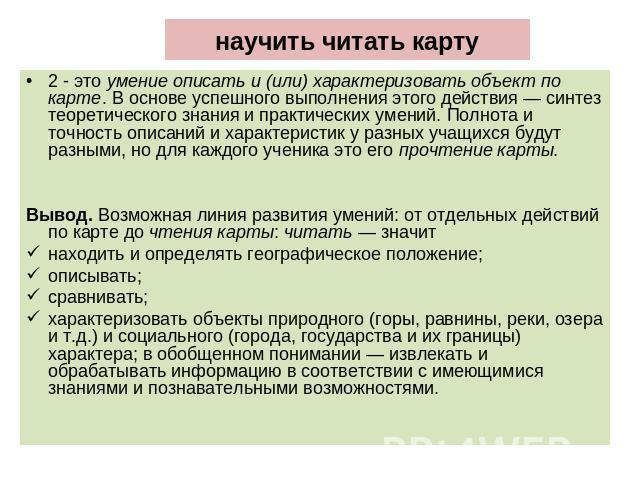 научить читать карту
• 2 - это умение описать и (или) характеризовать объект по
карте. В основе успешного выполнения этого действия — синтез
теоретического знания и практических умений. Полнота и
точность описаний и характеристик у разных учащихся будут
разными, но для каждого ученика это его прочтение карты.
Вывод. Возможная линия развития умений: от отдельных действий
по карте до чтения карты: читать — значит
✓ находить и определять географическое положение;
✓ описывать;
✓ сравнивать;
✓ характеризовать объекты природного (горы, равнины, реки, озера
и т.д.) и социального (города, государства и их границы)
характера; в обобщенном понимании — извлекать и
обрабатывать информацию в соответствии с имеющимися
знаниями и познавательными возможностями.